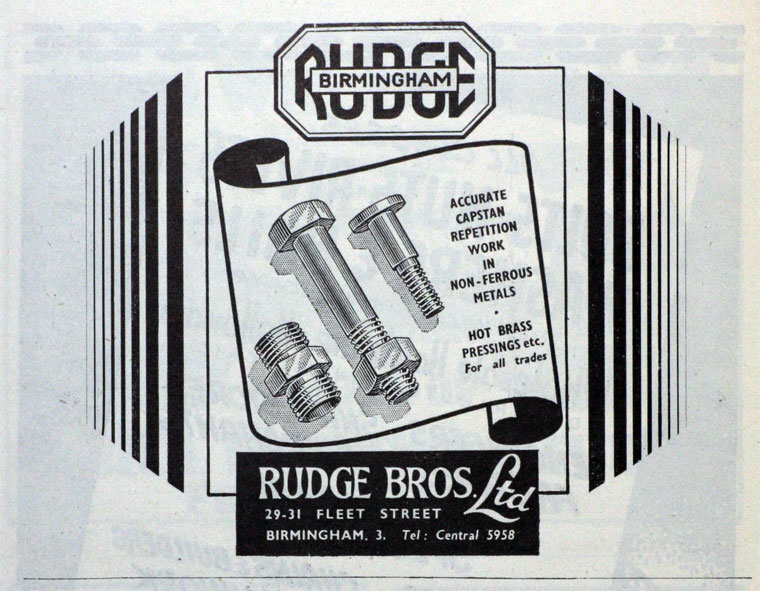 RUDGE
BIRMINGHAM
ACCURATE
CAPSTAN
REPETITION
WORK
IN
NON-FERROUS
METALS
•
HOT BRASS
PRESSINGS etc.
For all trades
RUDGE BROS. Ltd
29-31 FLEET STREET
BIRMINGHAM. 3. Tel: Central 5958